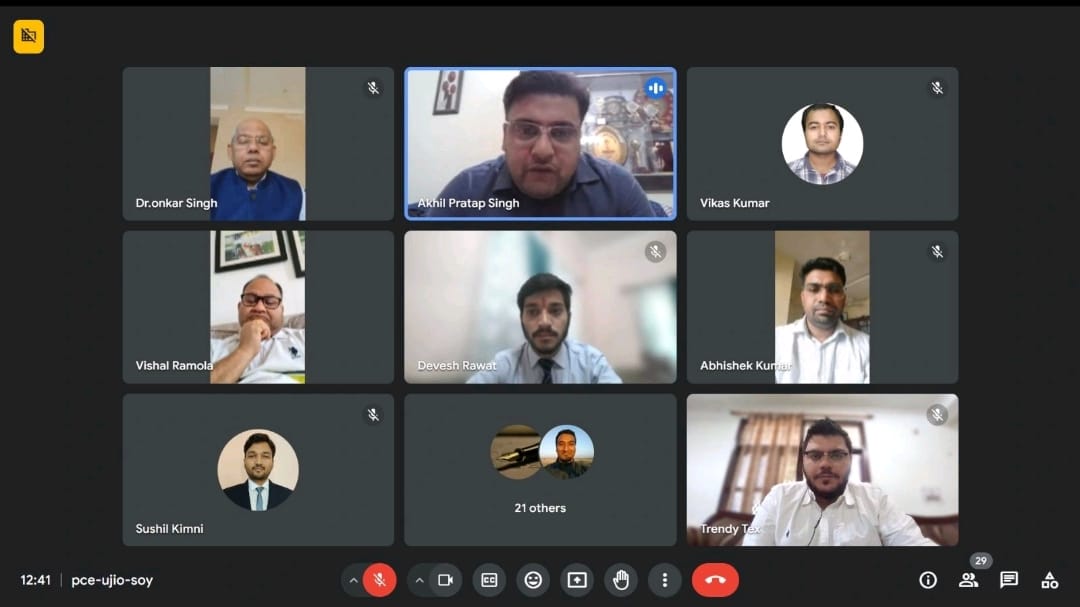 Dr.onkar Singh
Akhil Pratap Singh
Vikas Kumar
Vishal Ramola
Devesh Rawat
Abhishek Kumar
Sushil Kimni
21 others
Trendy Tex
12:41 | pce-ujio-soy
CC
29